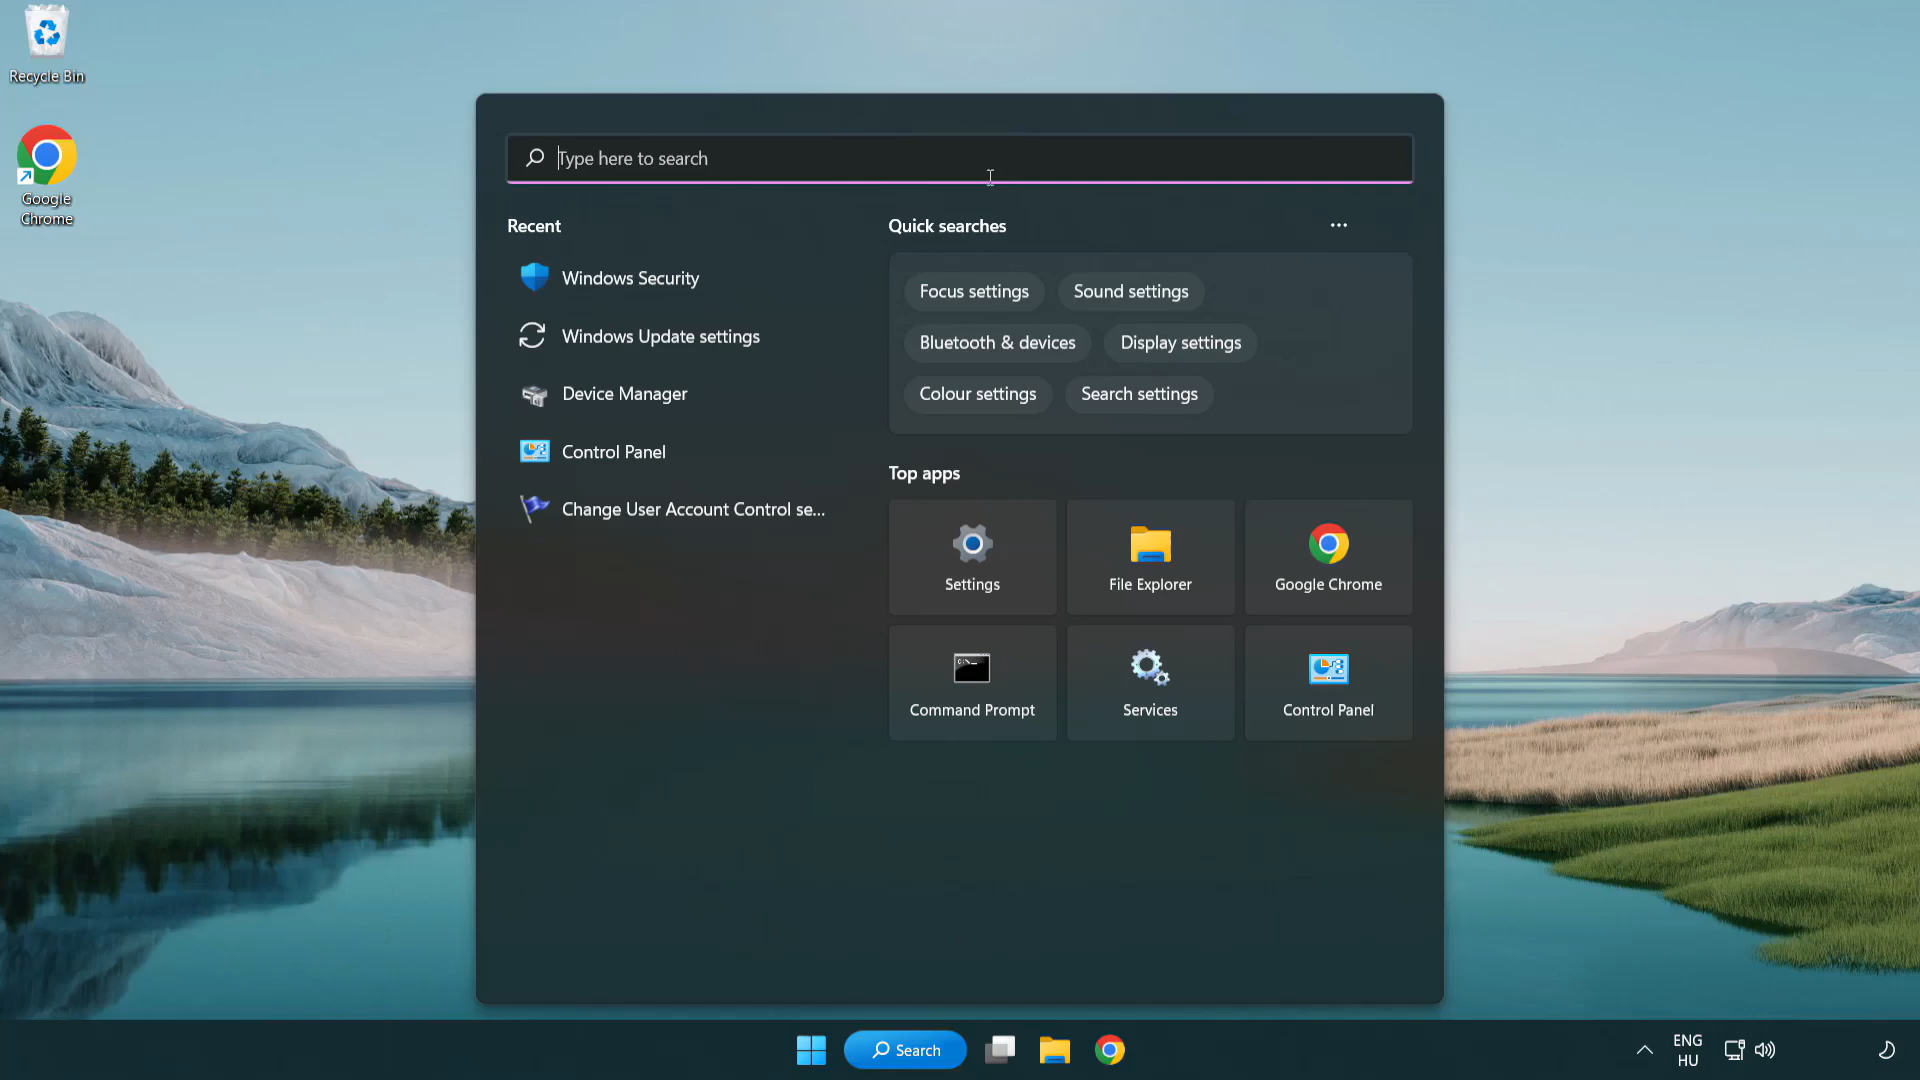 Recycle Bin
Google
Chrome
Type here to search
Recent
Windows Security
Windows Update settings
Device Manager
Control Panel
Change User Account Control se...
Quick searches
Focus settings
Sound settings
Bluetooth & devices
Display settings
Colour settings
Search settings
Top apps
Settings
File Explorer
Google Chrome
Command Prompt
Services
Control Panel
Search
ENG
HU